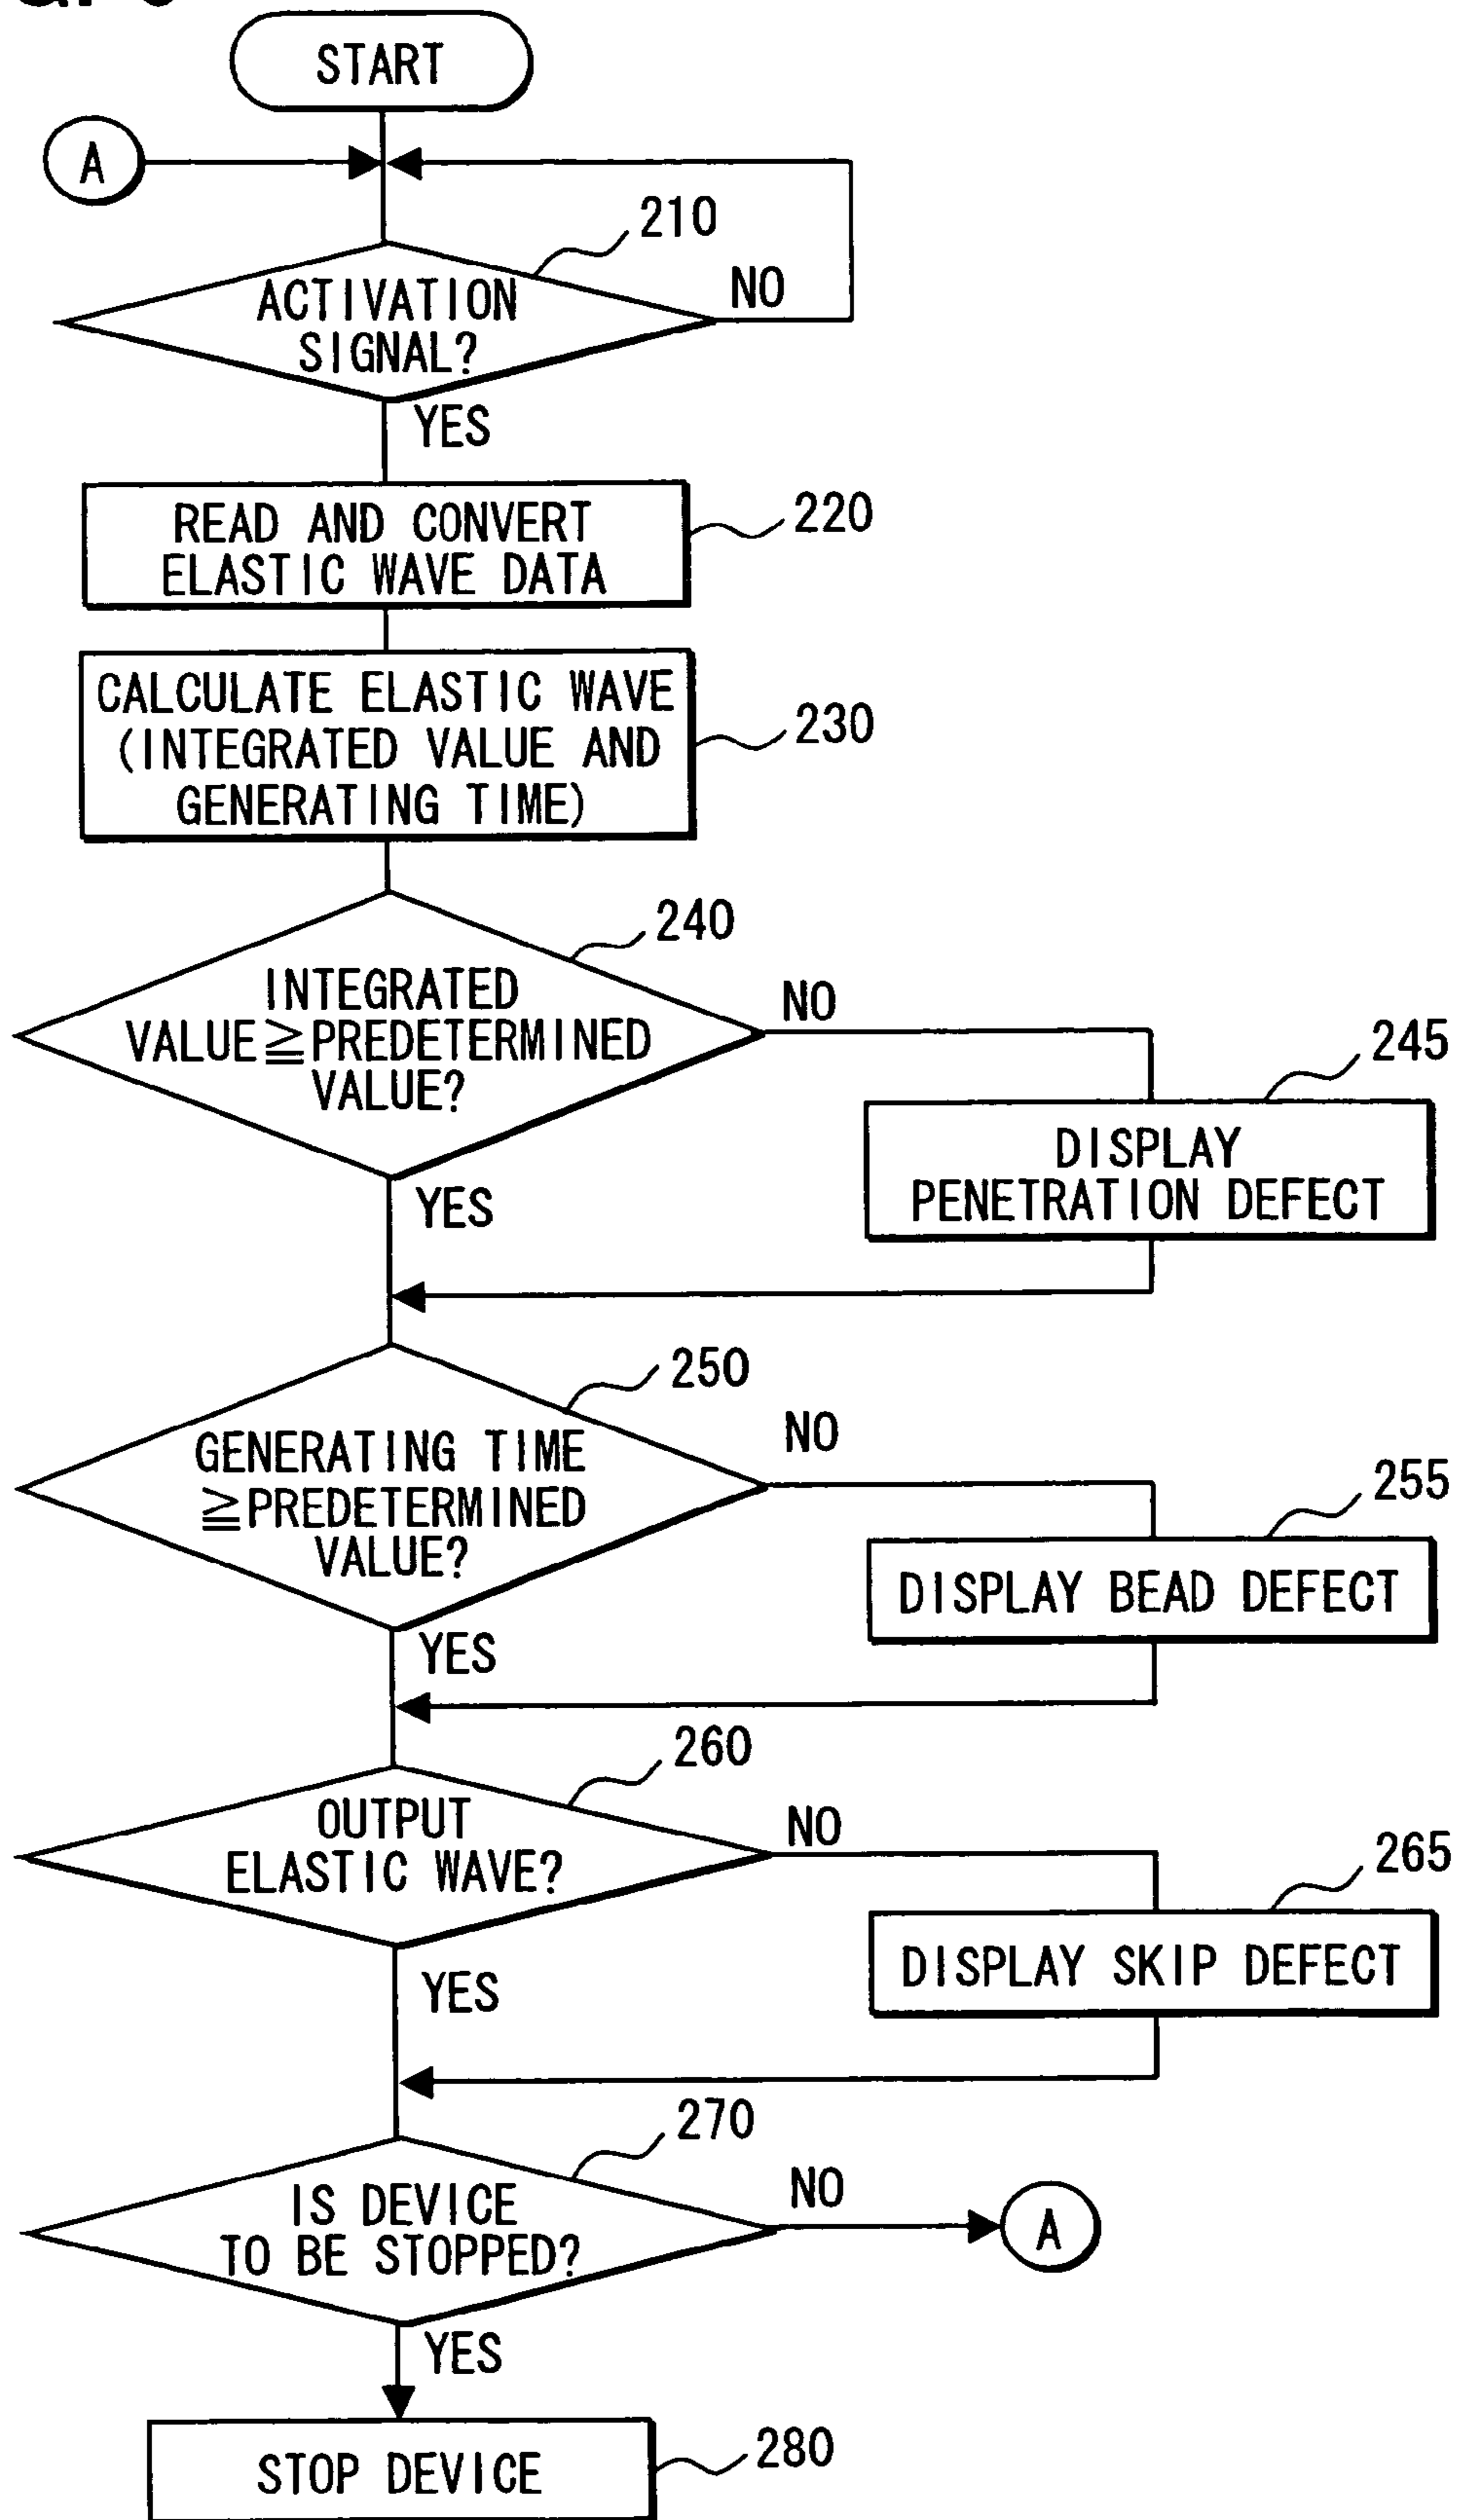 START
A
210
ACTIVATION
SIGNAL?
NO
YES
READ AND CONVERT
ELASTIC WAVE DATA
220
CALCULATE ELASTIC WAVE
(INTEGRATED VALUE AND
GENERATING TIME)
230
240
INTEGRATED
VALUE≧PREDETERMINED
VALUE?
NO
YES
245
DISPLAY
PENETRATION DEFECT
250
GENERATING TIME
≧PREDETERMINED
VALUE?
NO
YES
255
DISPLAY BEAD DEFECT
260
OUTPUT
ELASTIC WAVE?
NO
YES
265
DISPLAY SKIP DEFECT
270
IS DEVICE
TO BE STOPPED?
NO
A
YES
STOP DEVICE
280